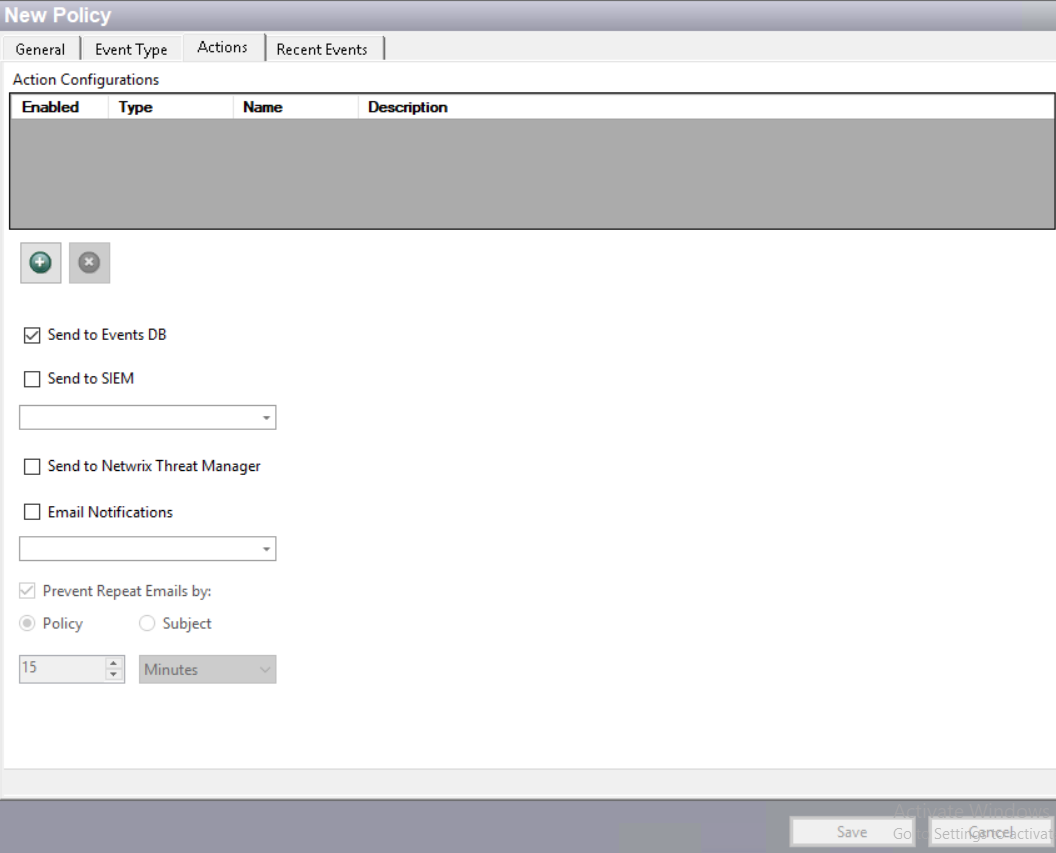 New Policy
General Event Type Actions Recent Events
Action Configurations
Enabled Type Name Description
Send to Events DB
Send to SIEM
Send to Netwrix Threat Manager
Email Notifications
Prevent Repeat Emails by:
Policy Subject
15 Minutes
Activate Windows
Save Cancel
Go to Settings to activat